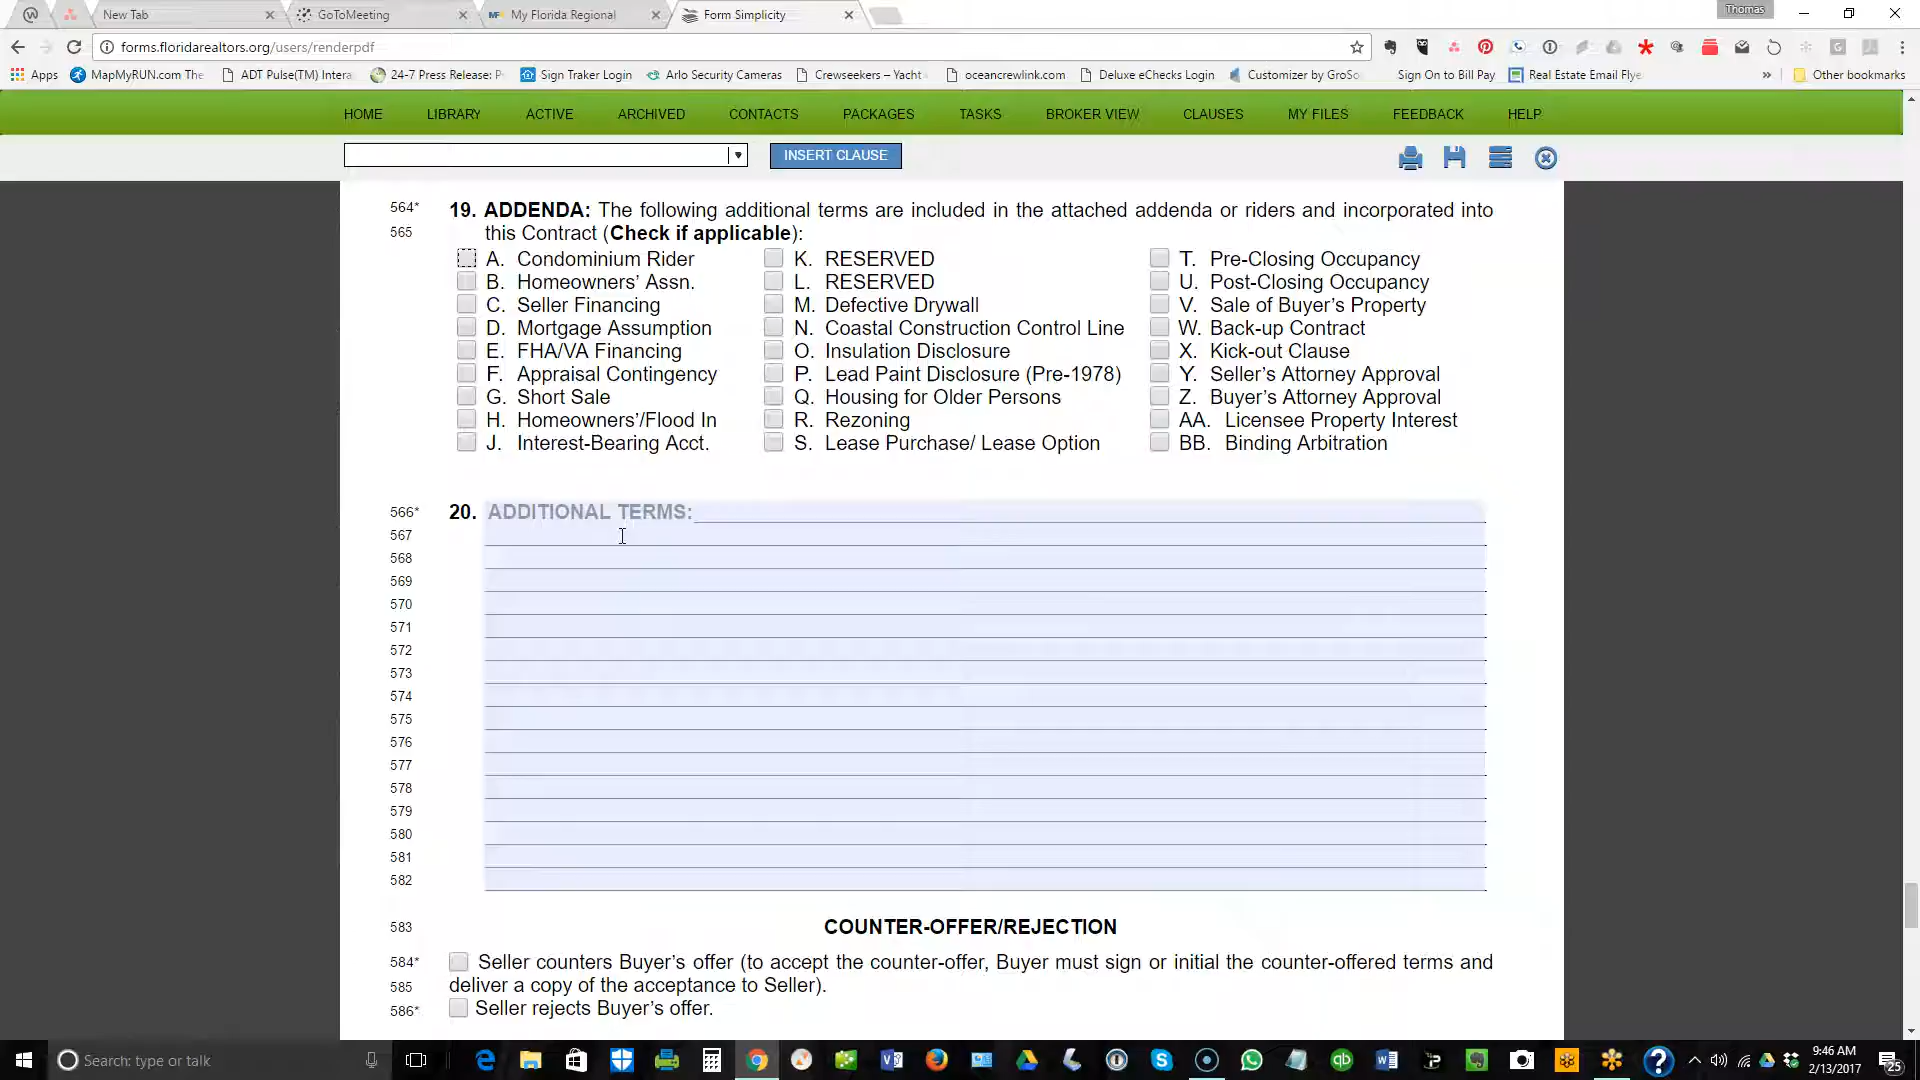 New Tab
GoToMeeting
My Florida Regional
Form Simplicity
Thomas
forms.floridarealtors.org/users/renderpdf
Apps
MapMyRUN.com The
ADT Pulse(TM) Intera
24-7 Press Release: P
Sign Traker Login
Arlo Security Cameras
Crewseekers – Yacht
oceancrewlink.com
Deluxe eChecks Login
Customizer by GroSo
Sign On to Bill Pay
Real Estate Email Flye
»
Other bookmarks
HOME LIBRARY ACTIVE ARCHIVED CONTACTS PACKAGES TASKS BROKER VIEW CLAUSES MY FILES FEEDBACK HELP
INSERT CLAUSE
564* 19. ADDENDA: The following additional terms are included in the attached addenda or riders and incorporated into
565 this Contract (Check if applicable):
A. Condominium Rider K. RESERVED T. Pre-Closing Occupancy
B. Homeowners’ Assn. L. RESERVED U. Post-Closing Occupancy
C. Seller Financing M. Defective Drywall V. Sale of Buyer’s Property
D. Mortgage Assumption N. Coastal Construction Control Line W. Back-up Contract
E. FHA/VA Financing O. Insulation Disclosure X. Kick-out Clause
F. Appraisal Contingency P. Lead Paint Disclosure (Pre-1978) Y. Seller’s Attorney Approval
G. Short Sale Q. Housing for Older Persons Z. Buyer’s Attorney Approval
H. Homeowners’/Flood In R. Rezoning AA. Licensee Property Interest
J. Interest-Bearing Acct. S. Lease Purchase/ Lease Option BB. Binding Arbitration
566* 20. ADDITIONAL TERMS:
567
568
569
570
571
572
573
574
575
576
577
578
579
580
581
582
583 COUNTER-OFFER/REJECTION
584* Seller counters Buyer’s offer (to accept the counter-offer, Buyer must sign or initial the counter-offered terms and
585 deliver a copy of the acceptance to Seller).
586* Seller rejects Buyer’s offer.
Search: type or talk
9:46 AM
2/13/2017
25